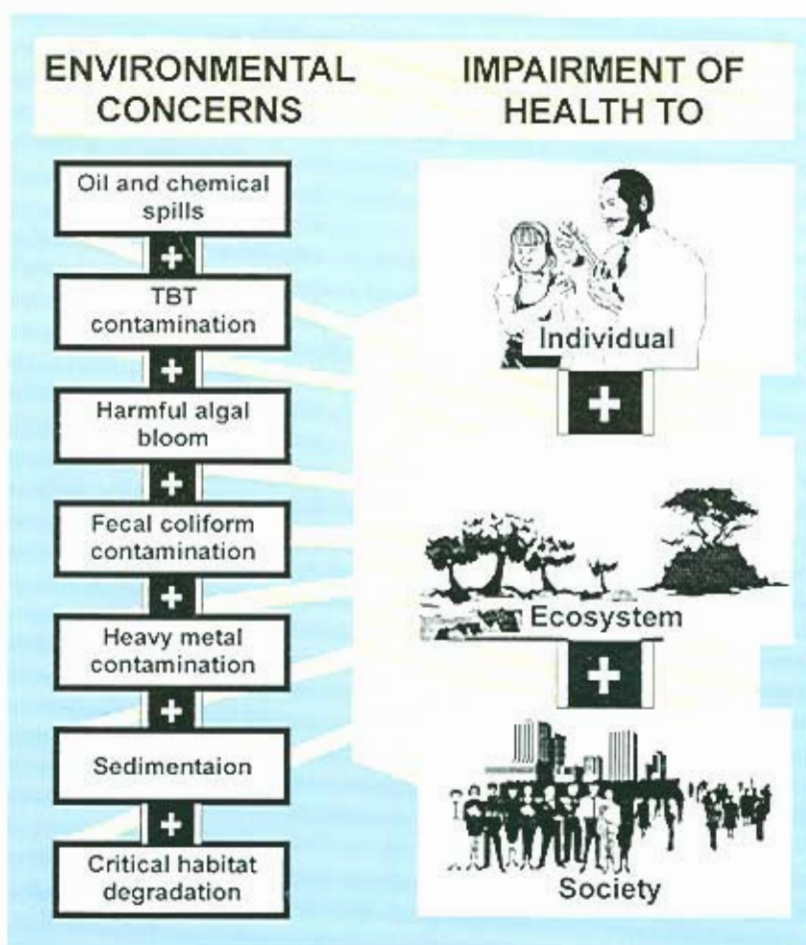 ENVIRONMENTAL
CONCERNS
IMPAIRMENT OF
HEALTH TO
Oil and chemical
spills
+
TBT
contamination
+
Harmful algal
bloom
+
Fecal coliform
contamination
+
Heavy metal
contamination
+
Sedimentaion
+
Critical habitat
degradation
Individual
+
Ecosystem
+
Society